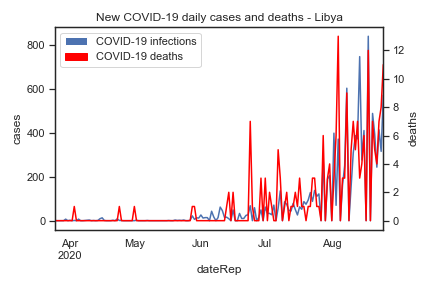 New COVID-19 daily cases and deaths - Libya
COVID-19 infections
COVID-19 deaths
800
600
400
200
0
cases
12
10
8
6
4
2
0
deaths
Apr
2020
May
Jun
Jul
Aug
dateRep